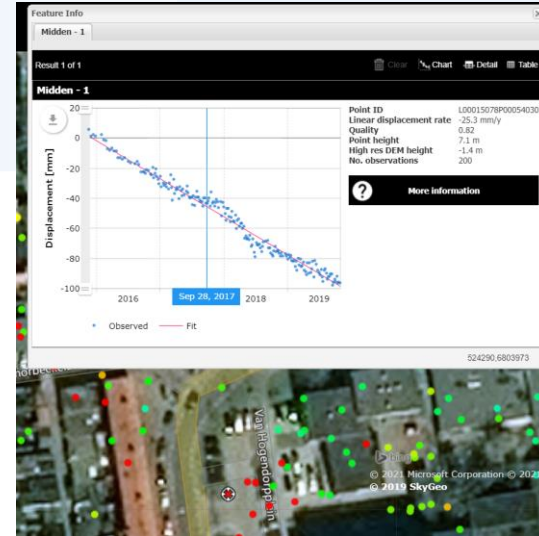 Feature Info
Midden - 1
Result 1 of 1
Clear
Chart
Detail
Table
Midden - 1
20
0
-20
-40
-60
-80
-100
Displacement [mm]
2016
Sep 28, 2017
2018
2019
Observed
Fit
Point ID L00015078P00054030
Linear displacement rate -25.3 mm/y
Quality 0.82
Point height 7.1 m
High res DEM height -1.4 m
No. observations 200
? More information
524290,6803973
Van Hogendorpplein
© 2021 Microsoft Corporation © 202
© 2019 SkyGeo